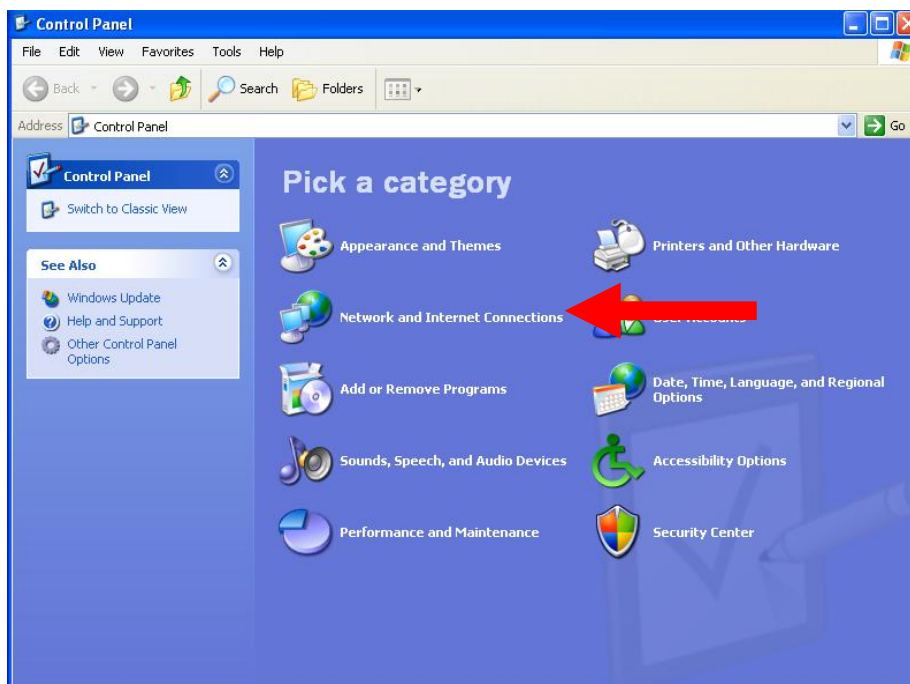 Control Panel
File Edit View Favorites Tools Help
Back Search Folders
Address Control Panel Go
Control Panel
Switch to Classic View
See Also
Windows Update
Help and Support
Other Control Panel
Options
Pick a category
Appearance and Themes
Printers and Other Hardware
Network and Internet Connections
User Accounts
Add or Remove Programs
Date, Time, Language, and Regional
Options
Sounds, Speech, and Audio Devices
Accessibility Options
Performance and Maintenance
Security Center